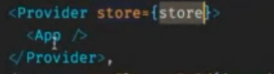 <Provider store={store}>
<App />
</Provider>,